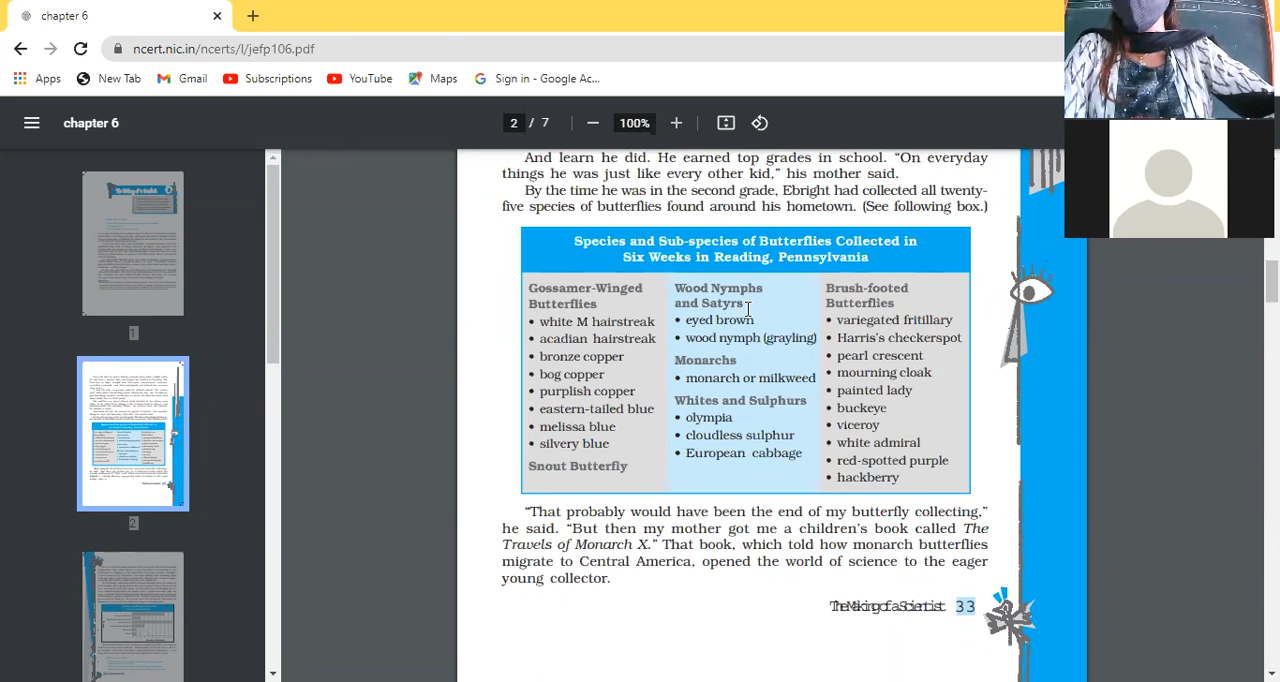 chapter 6
ncert.nic.in/ncerts/l/jefp106.pdf
Apps
New Tab
Gmail
Subscriptions
YouTube
Maps
Sign in - Google Ac...
chapter 6
2 / 7
100%
And learn he did. He earned top grades in school. “On everyday
things he was just like every other kid,” his mother said.
By the time he was in the second grade, Ebright had collected all twenty-
five species of butterflies found around his hometown. (See following box.)
Species and Sub-species of Butterflies Collected in
Six Weeks in Reading, Pennsylvania
Gossamer-Winged
Butterflies
• white M hairstreak
• acadian hairstreak
• bronze copper
• bog copper
• purplish copper
• eastern-tailed blue
• melissa blue
• silvery blue
Snout Butterfly
Wood Nymphs
and Satyrs
• eyed brown
• wood nymph (grayling)
Monarchs
• monarch or milkweed
Whites and Sulphurs
• olympia
• cloudless sulphur
• European cabbage
Brush-footed
Butterflies
• variegated fritillary
• Harris's checkerspot
• pearl crescent
• mourning cloak
• painted lady
• buckeye
• viceroy
• white admiral
• red-spotted purple
• hackberry
“That probably would have been the end of my butterfly collecting,”
he said. “But then my mother got me a children's book called The
Travels of Monarch X.” That book, which told how monarch butterflies
migrate to Central America, opened the world of science to the eager
young collector.
The Making of a Scientist 33
1
2